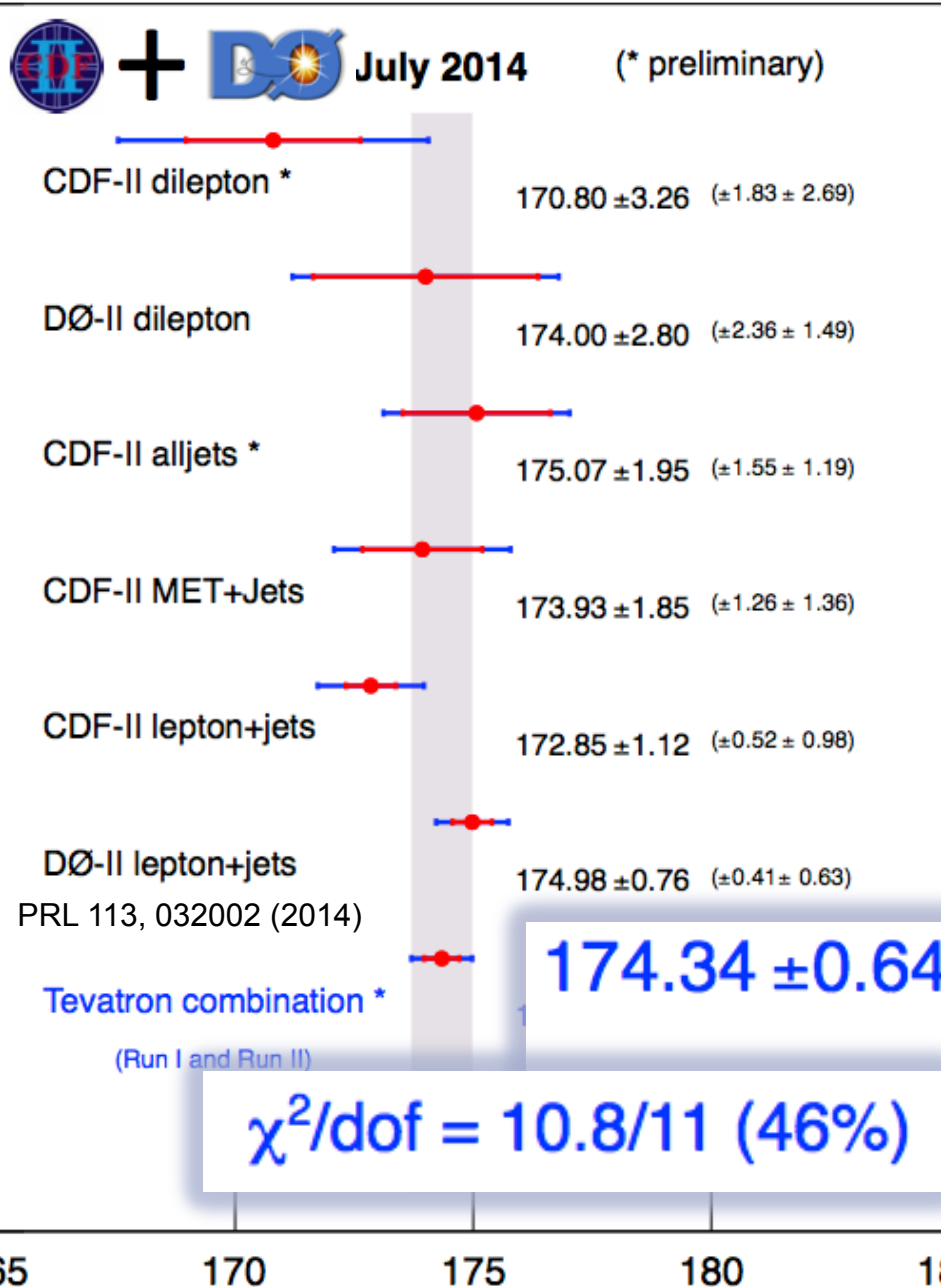 CDF II + DØ July 2014 (* preliminary)
CDF-II dilepton * 170.80 ±3.26 (±1.83 ± 2.69)
DØ-II dilepton 174.00 ±2.80 (±2.36 ± 1.49)
CDF-II alljets * 175.07 ±1.95 (±1.55 ± 1.19)
CDF-II MET+Jets 173.93 ±1.85 (±1.26 ± 1.36)
CDF-II lepton+jets 172.85 ±1.12 (±0.52 ± 0.98)
DØ-II lepton+jets 174.98 ±0.76 (±0.41± 0.63)
PRL 113, 032002 (2014)
Tevatron combination * 174.34 ±0.64
(Run I and Run II)
χ²/dof = 10.8/11 (46%)
170 175 180